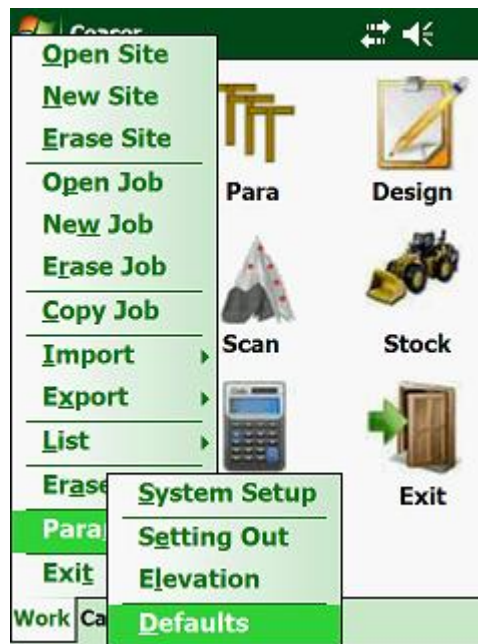 Open Site
New Site
Erase Site
Open Job
New Job
Erase Job
Copy Job
Import
Export
List
Exit
System Setup
Setting Out
Elevation
Defaults
Para
Design
Scan
Stock
Exit
Work